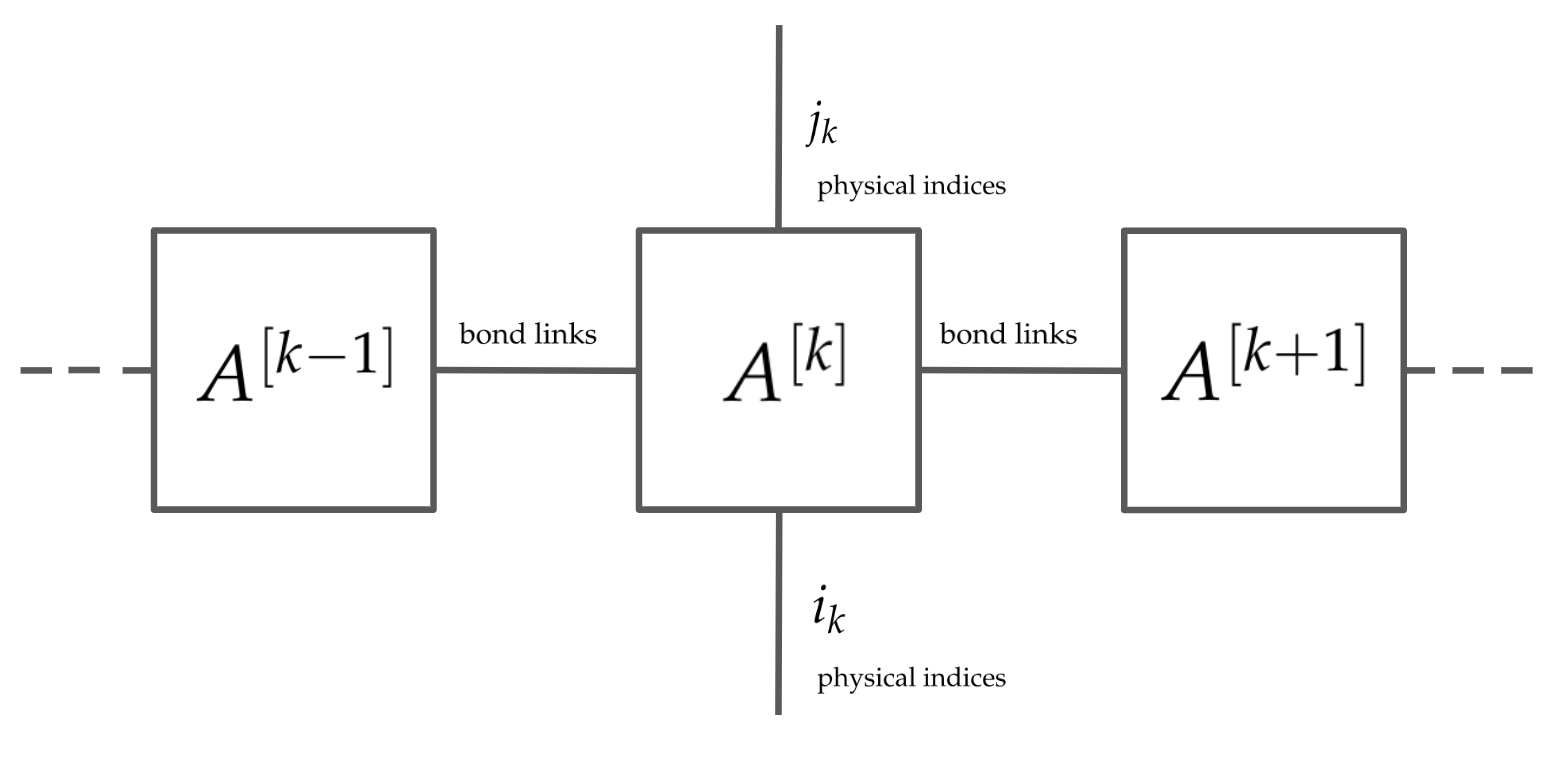 j_k
physical indices
bond links
bond links
A^[k−1]
A^[k]
A^[k+1]
i_k
physical indices